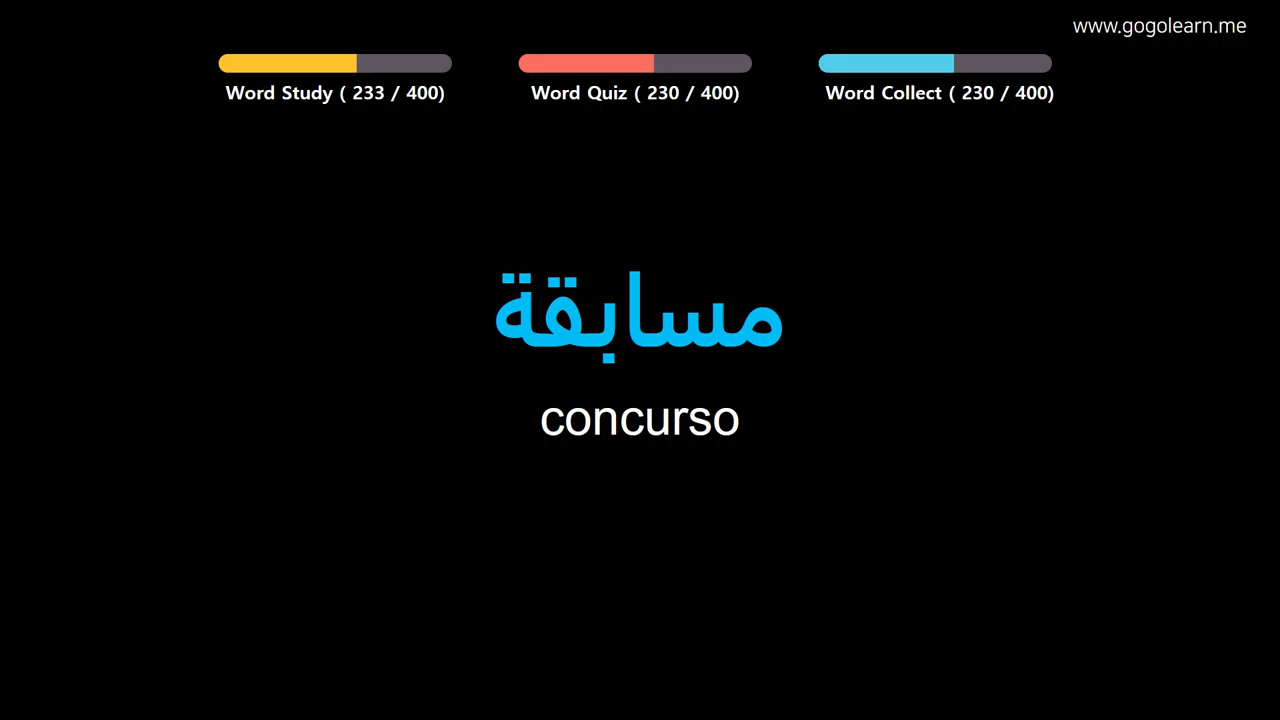 www.gogolearn.me
Word Study ( 233 / 400)
Word Quiz ( 230 / 400)
Word Collect ( 230 / 400)
مسابقة
concurso